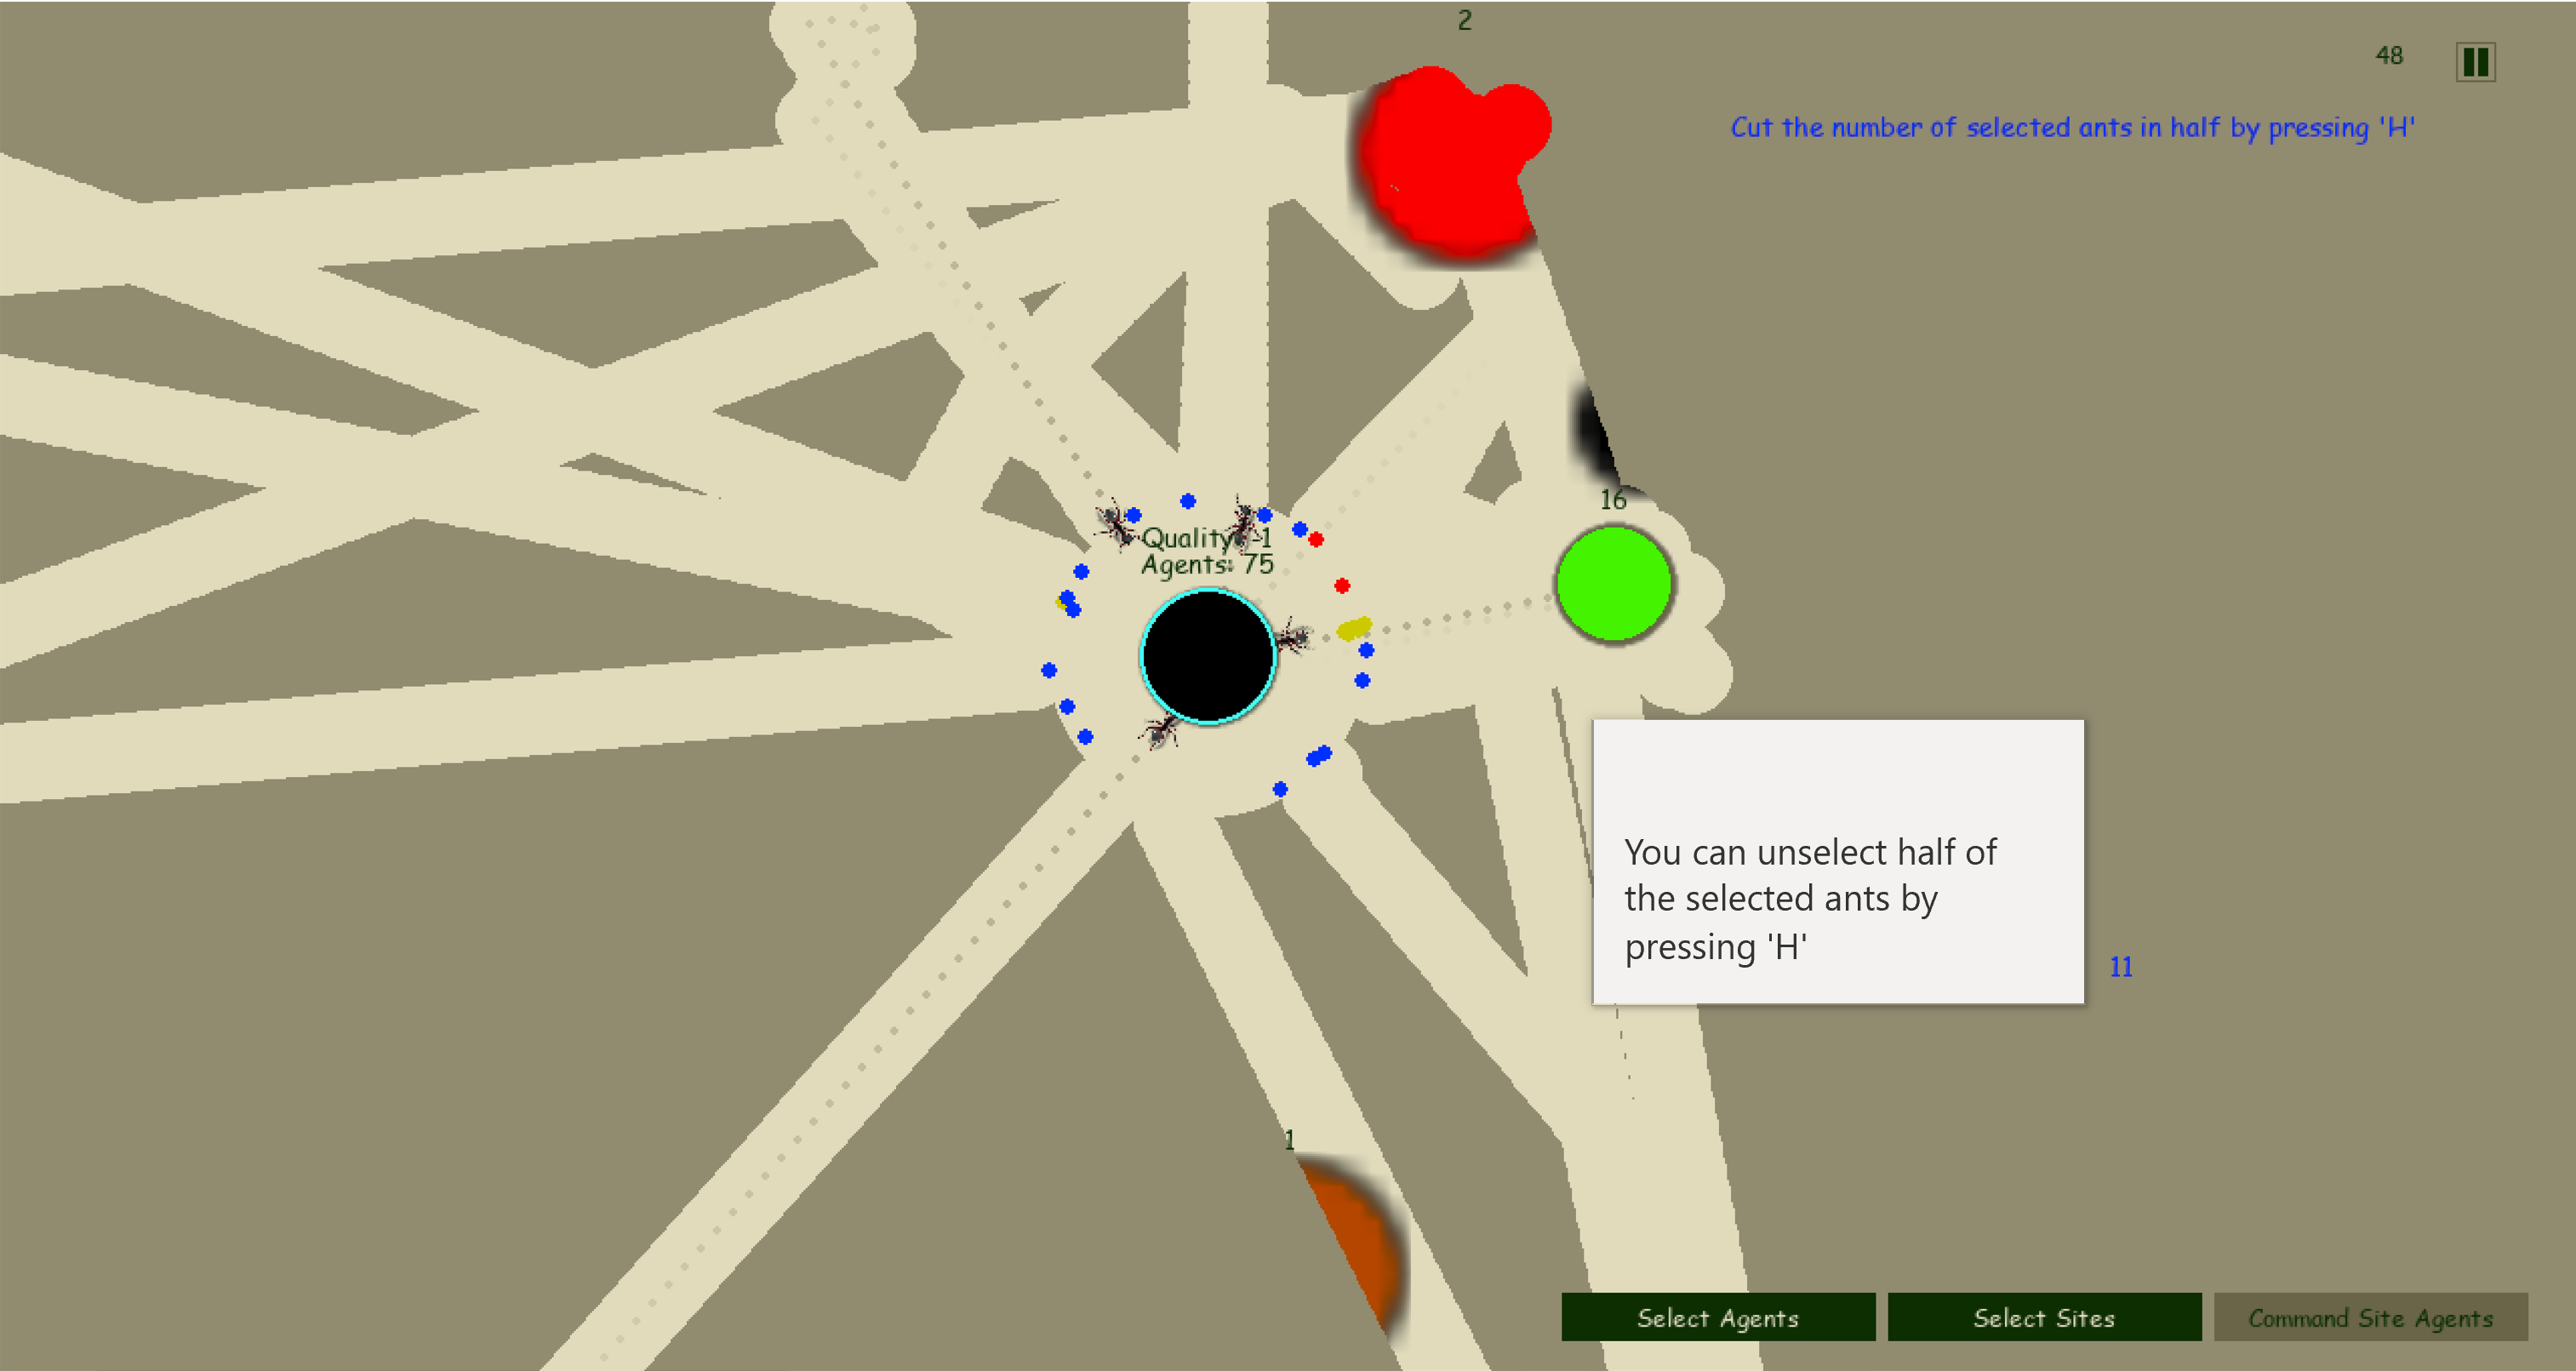 2
48
Cut the number of selected ants in half by pressing 'H'
16
Quality: -1
Agents: 75
You can unselect half of
the selected ants by
pressing 'H'
11
1
Select Agents
Select Sites
Command Site Agents